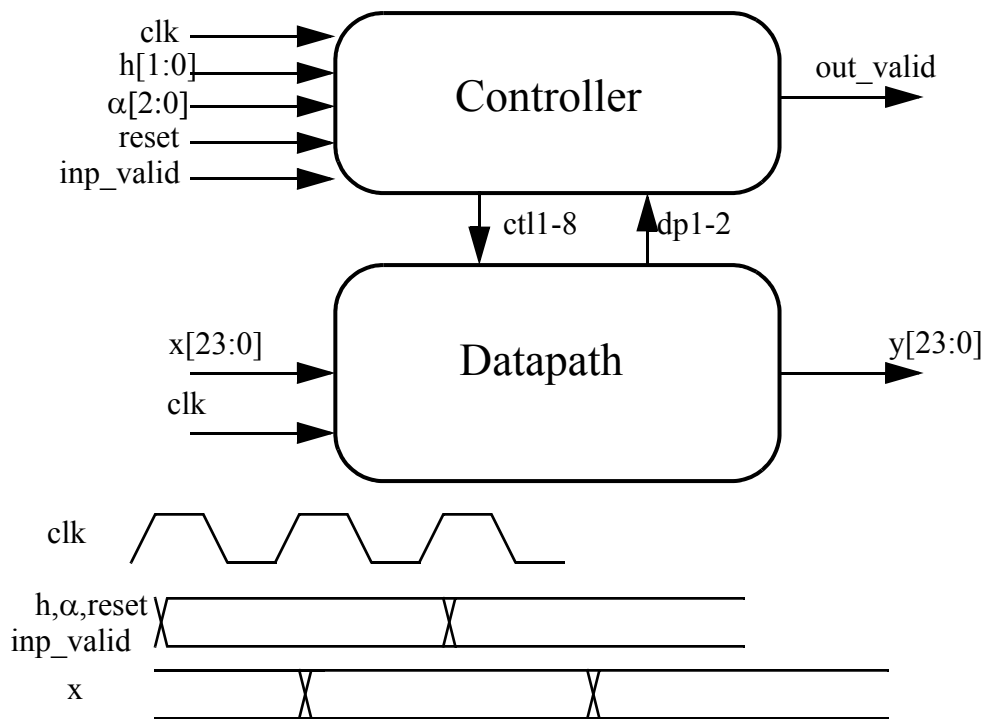 clk
h[1:0]
α[2:0]
reset
inp_valid
Controller
out_valid
ctl1-8
dp1-2
x[23:0]
clk
Datapath
y[23:0]
clk
h,α,reset
inp_valid
x